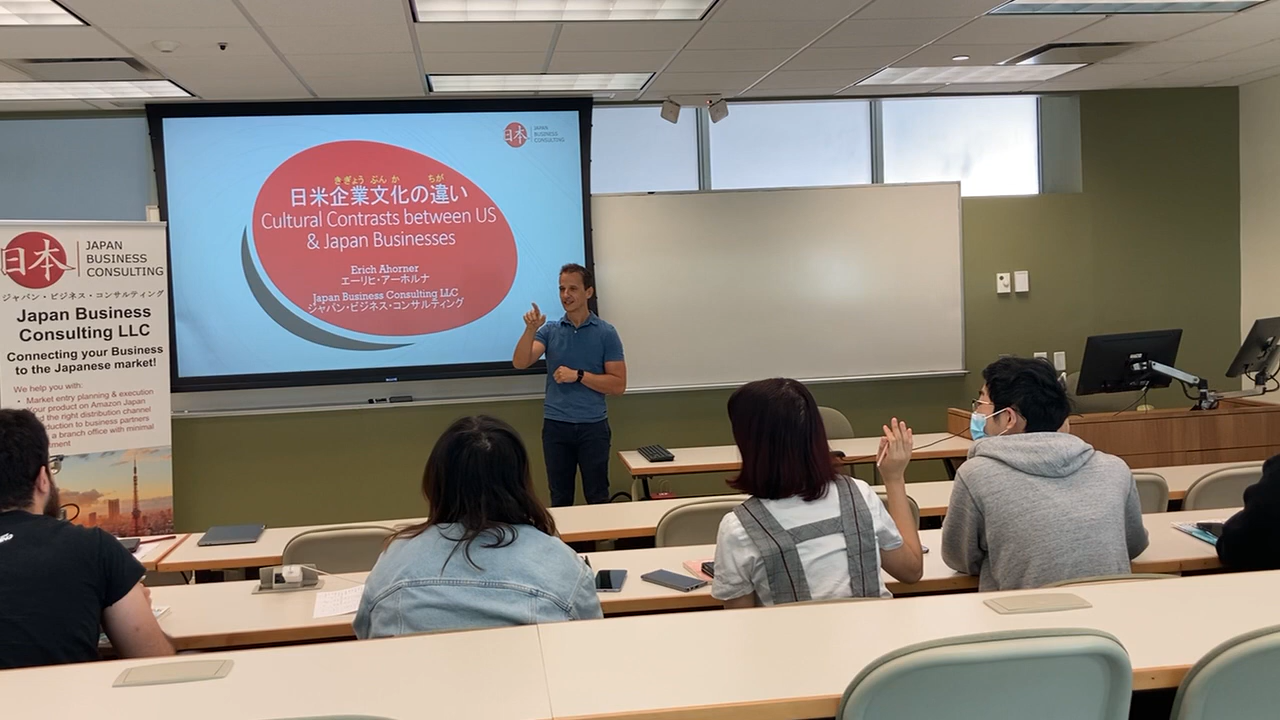 日本
JAPAN
BUSINESS
CONSULTING
ジャパン・ビジネス・コンサルティング
Japan Business
Consulting LLC
Connecting your Business
to the Japanese market!
We help you with:
• Market entry planning & execution
Your product on Amazon Japan
the right distribution channel
duction to business partners
a branch office with minimal
日本
JAPAN
BUSINESS
CONSULTING
きぎょう ぶん か ちが
日米企業文化の違い
Cultural Contrasts between US
& Japan Businesses
Erich Ahorner
エーリヒ・アーホルナ
Japan Business Consulting LLC
ジャパン・ビジネス・コンサルティング